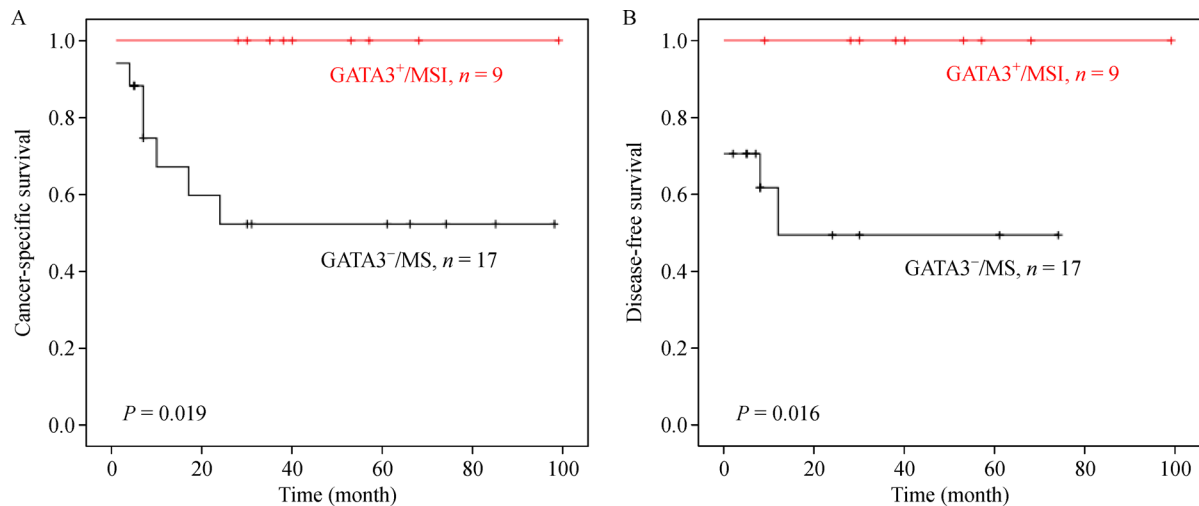 A
Cancer-specific survival
1.0
0.8
0.6
0.4
0.2
0.0
GATA3⁺/MSI, n = 9
GATA3⁻/MS, n = 17
P = 0.019
0 20 40 60 80 100
Time (month)
B
Disease-free survival
1.0
0.8
0.6
0.4
0.2
0.0
GATA3⁺/MSI, n = 9
GATA3⁻/MS, n = 17
P = 0.016
0 20 40 60 80 100
Time (month)